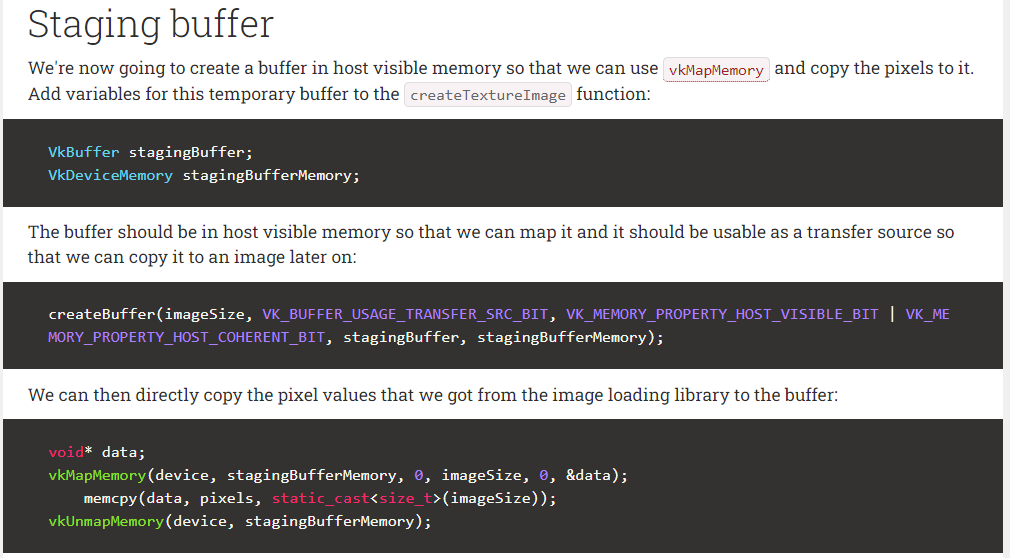 Staging buffer
We're now going to create a buffer in host visible memory so that we can use vkMapMemory and copy the pixels to it.
Add variables for this temporary buffer to the createTextureImage function:
VkBuffer stagingBuffer;
VkDeviceMemory stagingBufferMemory;
The buffer should be in host visible memory so that we can map it and it should be usable as a transfer source so
that we can copy it to an image later on:
createBuffer(imageSize, VK_BUFFER_USAGE_TRANSFER_SRC_BIT, VK_MEMORY_PROPERTY_HOST_VISIBLE_BIT | VK_ME
MORY_PROPERTY_HOST_COHERENT_BIT, stagingBuffer, stagingBufferMemory);
We can then directly copy the pixel values that we got from the image loading library to the buffer:
void* data;
vkMapMemory(device, stagingBufferMemory, 0, imageSize, 0, &data);
    memcpy(data, pixels, static_cast<size_t>(imageSize));
vkUnmapMemory(device, stagingBufferMemory);